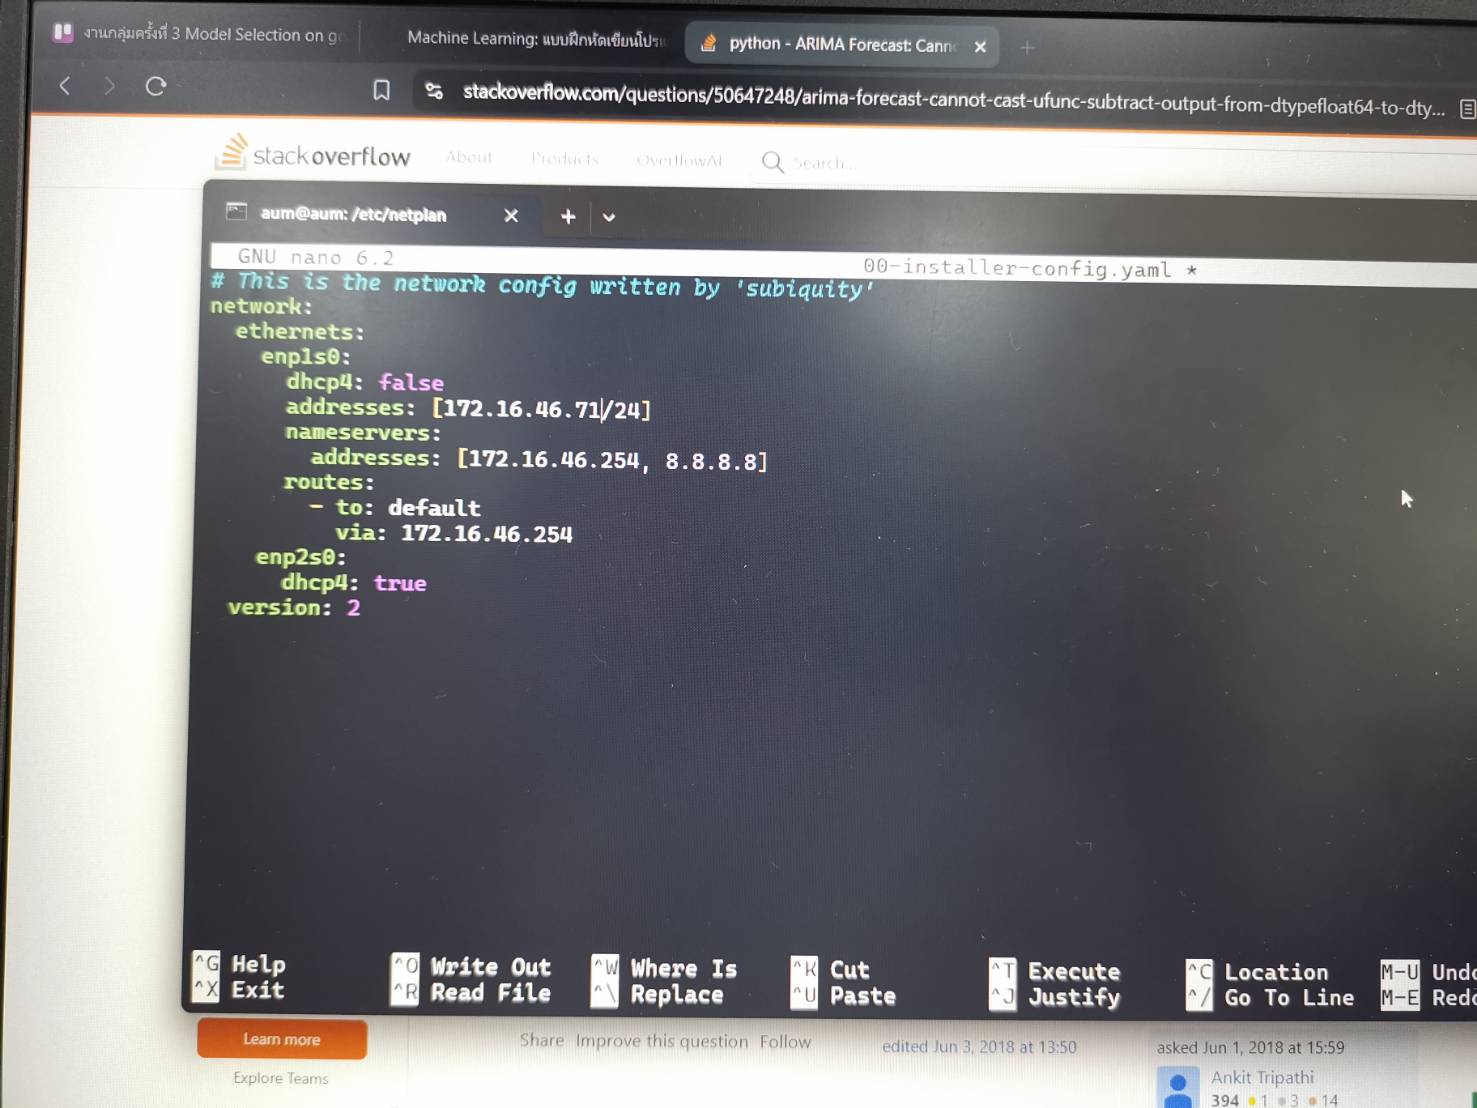 งานกลุ่มครั้งที่ 3 Model Selection on
Machine Learning: แบบฝึกหัดเขียนโปร
python - ARIMA Forecast: Cann
stackoverflow.com/questions/50647248/arima-forecast-cannot-cast-ufunc-subtract-output-from-dtypefloat64-to-dty...
stackoverflow About Products OverflowAI Search...
aum@aum: /etc/netplan
GNU nano 6.2 00-installer-config.yaml *
# This is the network config written by 'subiquity'
network:
  ethernets:
    enp1s0:
      dhcp4: false
      addresses: [172.16.46.71/24]
      nameservers:
        addresses: [172.16.46.254, 8.8.8.8]
      routes:
        - to: default
          via: 172.16.46.254
    enp2s0:
      dhcp4: true
  version: 2
^G Help ^O Write Out ^W Where Is ^K Cut ^T Execute ^C Location M-U Undo
^X Exit ^R Read File ^\ Replace ^U Paste ^J Justify ^/ Go To Line M-E Redo
Learn more
Explore Teams
Share Improve this question Follow
edited Jun 3, 2018 at 13:50
asked Jun 1, 2018 at 15:59
Ankit Tripathi
394 1 3 14